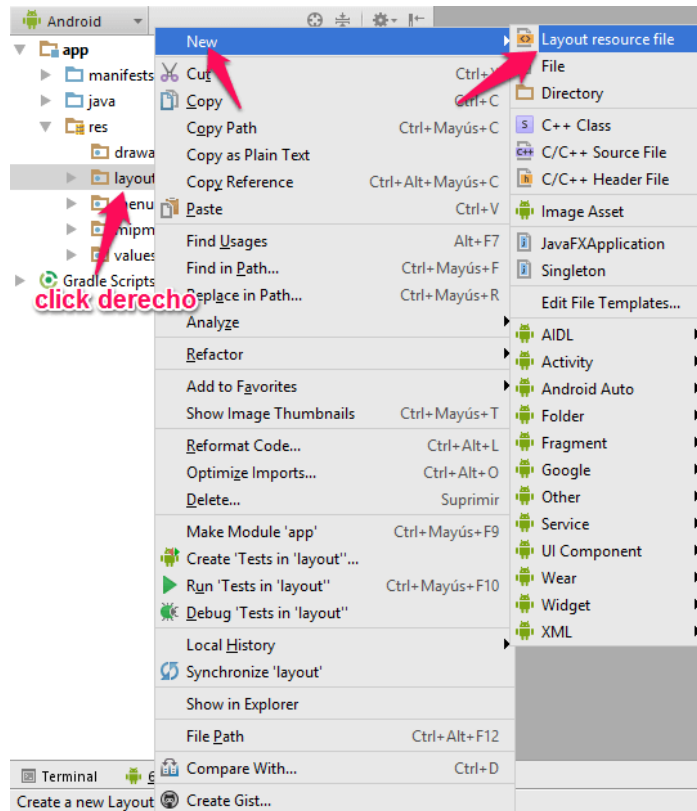 Android
app
manifests
java
res
drawa
layout
menu
mipm
values
Gradle Scripts
click derecho
New
Cut Ctrl+X
Copy Ctrl+C
Copy Path Ctrl+Mayús+C
Copy as Plain Text
Copy Reference Ctrl+Alt+Mayús+C
Paste Ctrl+V
Find Usages Alt+F7
Find in Path... Ctrl+Mayús+F
Replace in Path... Ctrl+Mayús+R
Analyze
Refactor
Add to Favorites
Show Image Thumbnails Ctrl+Mayús+T
Reformat Code... Ctrl+Alt+L
Optimize Imports... Ctrl+Alt+O
Delete... Suprimir
Make Module 'app' Ctrl+Mayús+F9
Create 'Tests in 'layout''...
Run 'Tests in 'layout'' Ctrl+Mayús+F10
Debug 'Tests in 'layout''
Local History
Synchronize 'layout'
Show in Explorer
File Path Ctrl+Alt+F12
Compare With... Ctrl+D
Create Gist...
Layout resource file
File
Directory
S C++ Class
C++ C/C++ Source File
h C/C++ Header File
Image Asset
JavaFXApplication
Singleton
Edit File Templates...
AIDL
Activity
Android Auto
Folder
Fragment
Google
Other
Service
UI Component
Wear
Widget
XML
Terminal 6
Create a new Layout